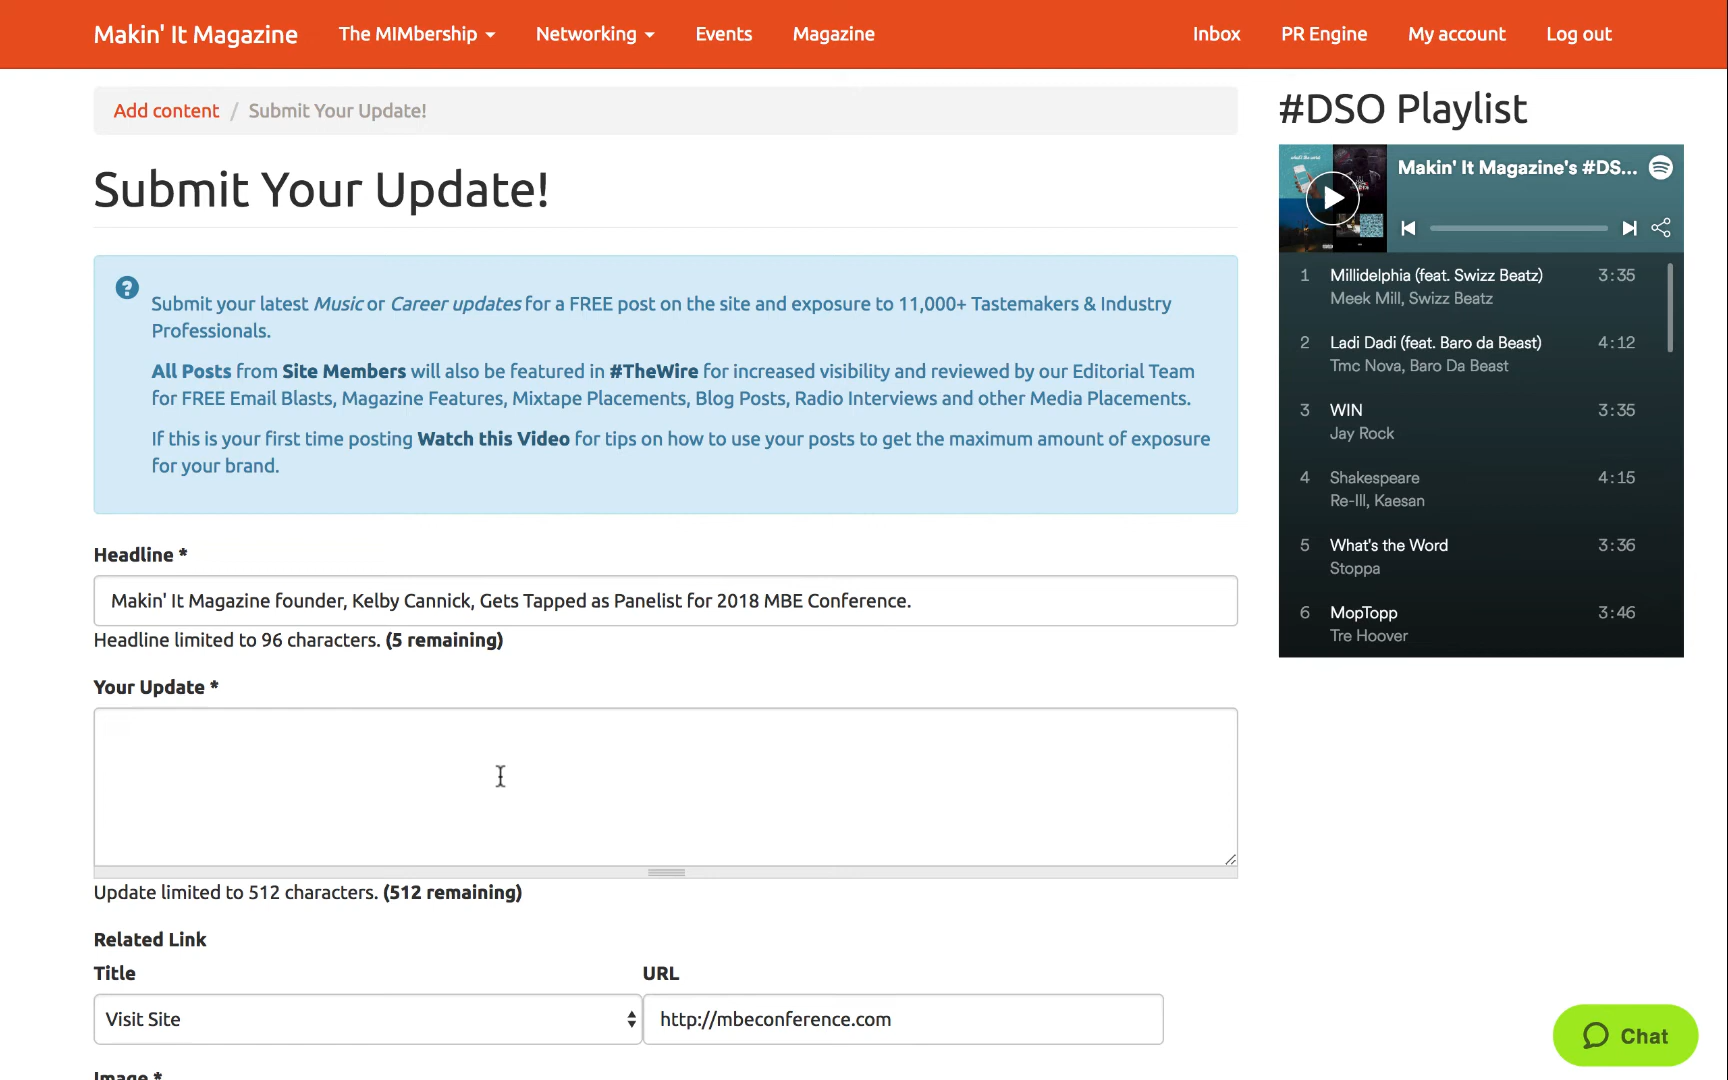 Makin' It Magazine The MIMbership Networking Events Magazine Inbox PR Engine My account Log out
Add content / Submit Your Update!
Submit Your Update!
Submit your latest Music or Career updates for a FREE post on the site and exposure to 11,000+ Tastemakers & Industry
Professionals.
All Posts from Site Members will also be featured in #TheWire for increased visibility and reviewed by our Editorial Team
for FREE Email Blasts, Magazine Features, Mixtape Placements, Blog Posts, Radio Interviews and other Media Placements.
If this is your first time posting Watch this Video for tips on how to use your posts to get the maximum amount of exposure
for your brand.
Headline *
Makin' It Magazine founder, Kelby Cannick, Gets Tapped as Panelist for 2018 MBE Conference.
Headline limited to 96 characters. (5 remaining)
Your Update *
Update limited to 512 characters. (512 remaining)
Related Link
Title URL
Visit Site http://mbeconference.com
Image *
#DSO Playlist
Makin' It Magazine's #DS...
1 Millidelphia (feat. Swizz Beatz) 3:35
Meek Mill, Swizz Beatz
2 Ladi Dadi (feat. Baro da Beast) 4:12
Tmc Nova, Baro Da Beast
3 WIN 3:35
Jay Rock
4 Shakespeare 4:15
Re-Ill, Kaesan
5 What's the Word 3:36
Stoppa
6 MopTopp 3:46
Tre Hoover
Chat